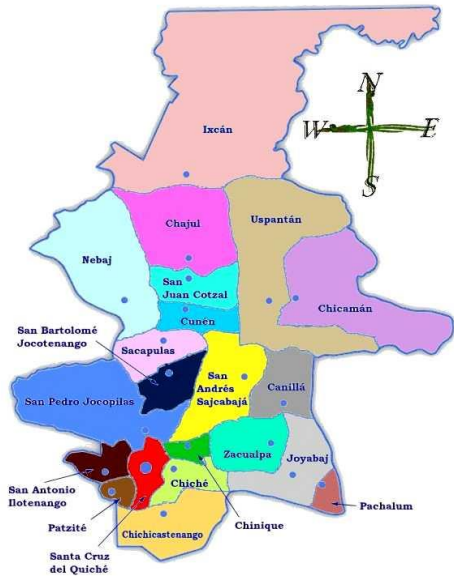 N
W E
S
Ixcán
Chajul
Uspantán
Nebaj
San
Juan Cotzal
Chicamán
Cunén
San Bartolomé
Jocotenango
Sacapulas
San
Andrés
Sajcabajá
Canillá
San Pedro Jocopilas
Zacualpa
Joyabaj
San Antonio
Ilotenango
Chiché
Patzité
Chinique
Pachalum
Santa Cruz
del Quiché
Chichicastenango